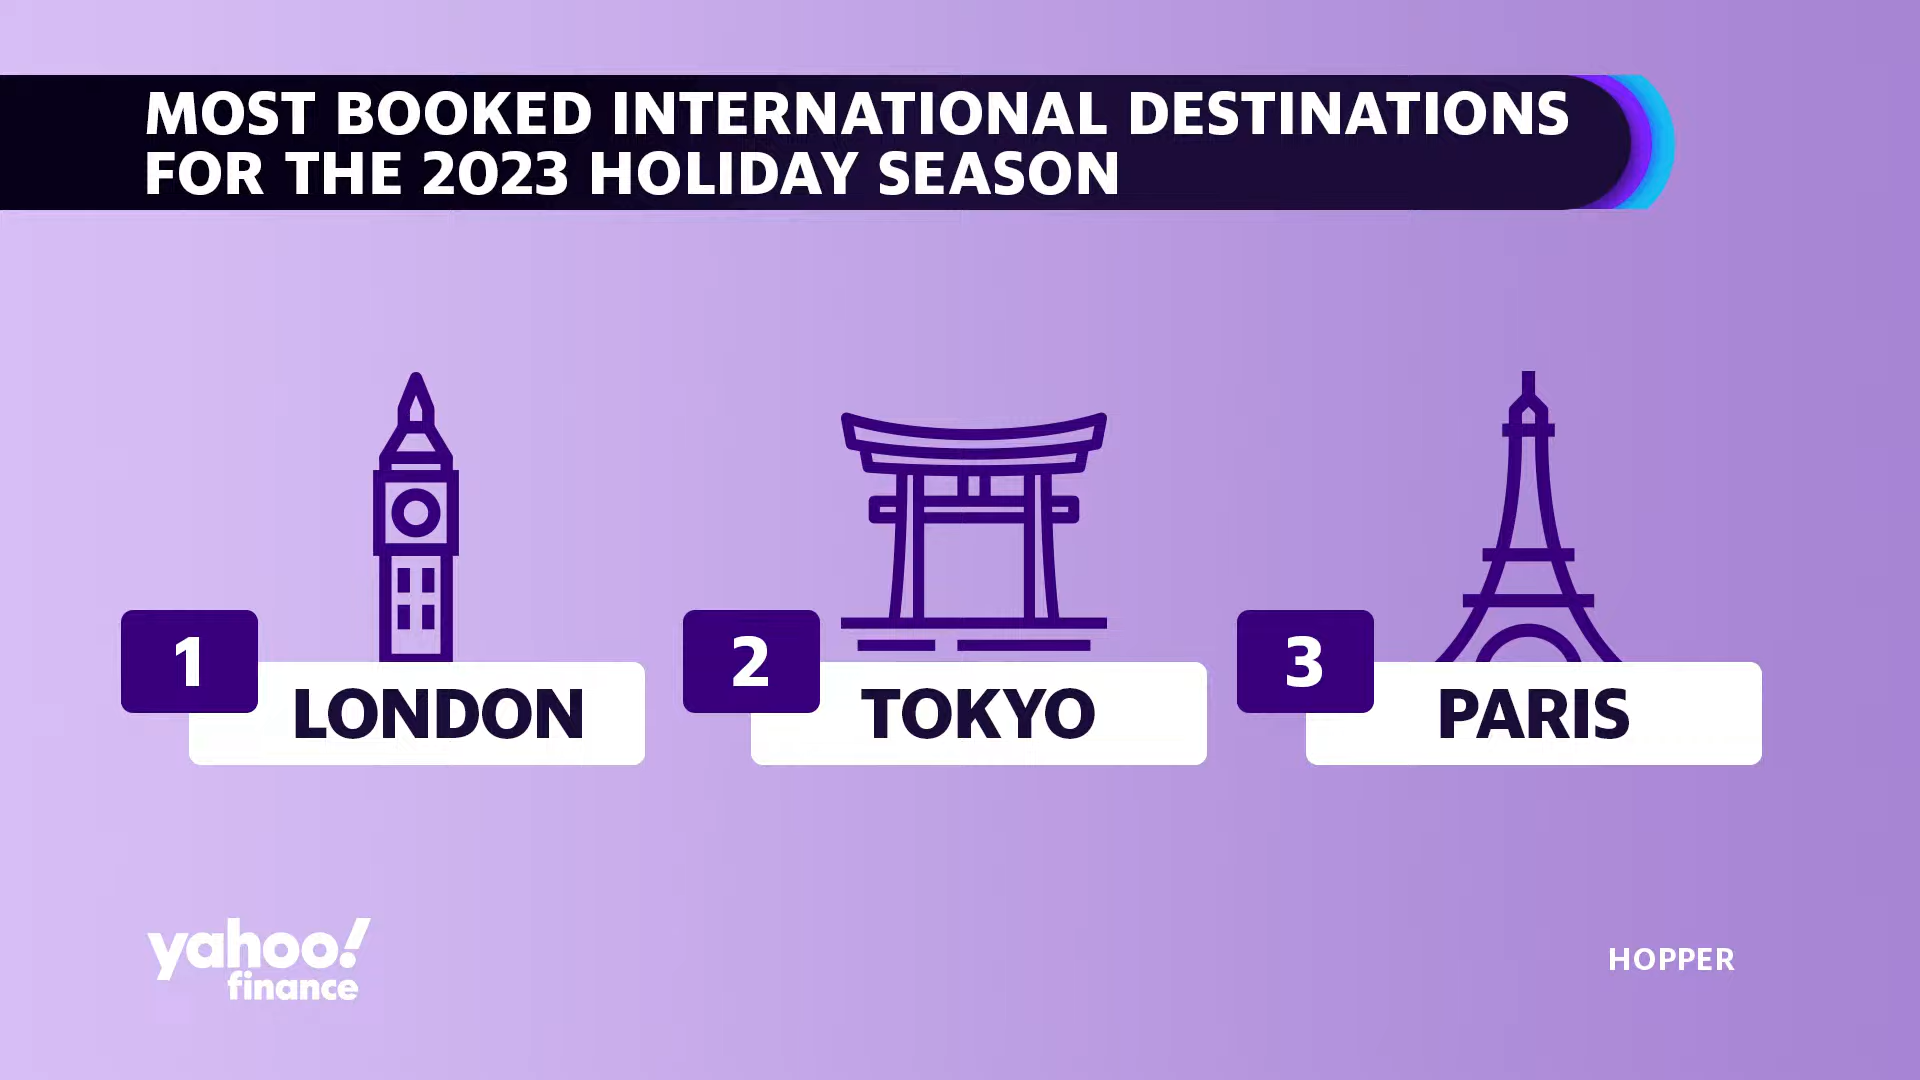 MOST BOOKED INTERNATIONAL DESTINATIONS
FOR THE 2023 HOLIDAY SEASON
1
LONDON
2
TOKYO
3
PARIS
yahoo!
finance
HOPPER